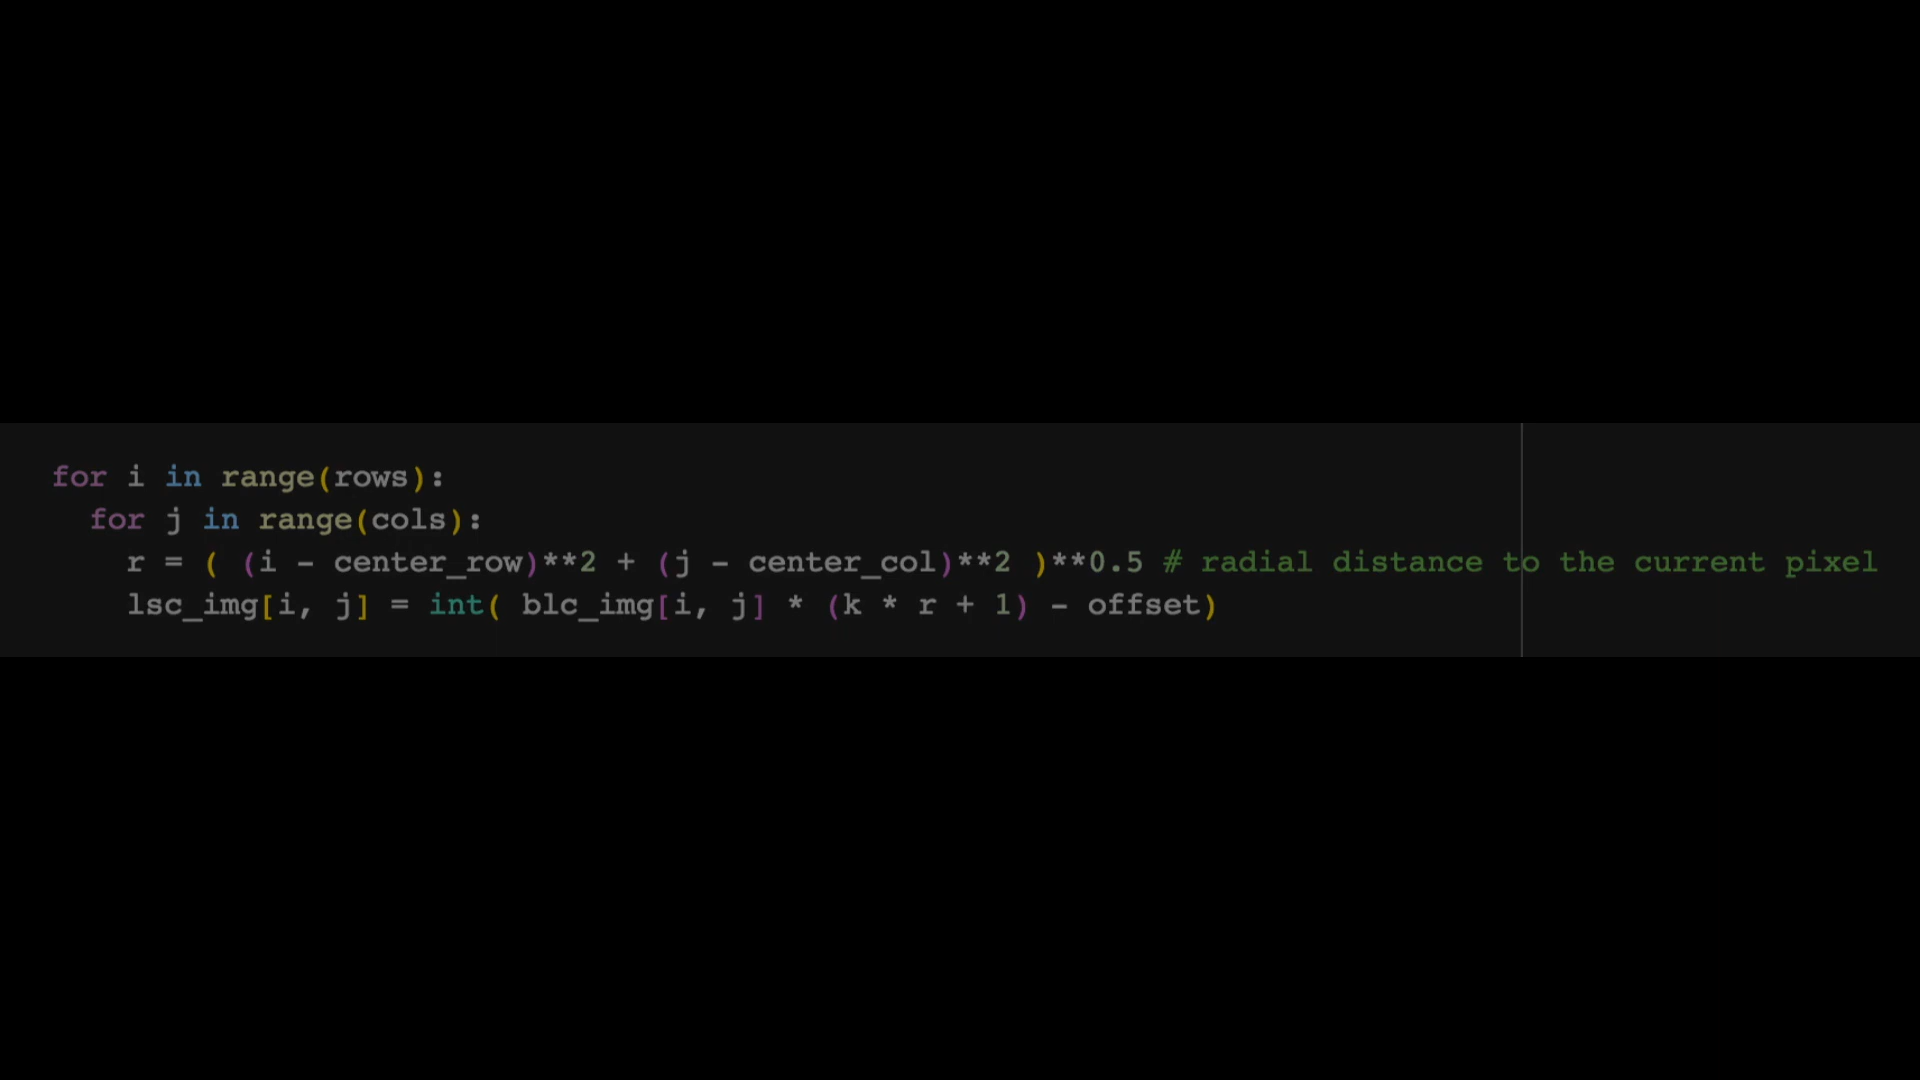 for i in range(rows):
  for j in range(cols):
    r = ( (i - center_row)**2 + (j - center_col)**2 )**0.5 # radial distance to the current pixel
    lsc_img[i, j] = int( blc_img[i, j] * (k * r + 1) - offset)